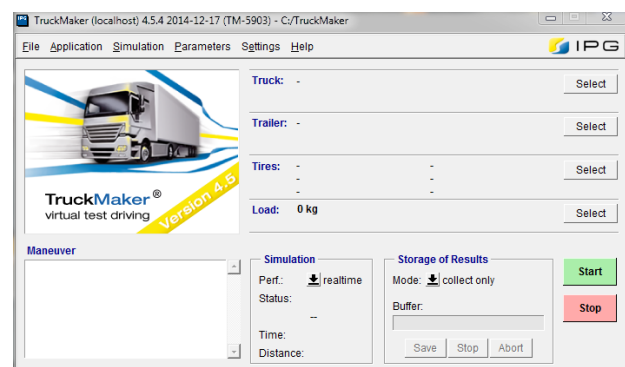 TruckMaker (localhost) 4.5.4 2014-12-17 (TM-5903) - C:/TruckMaker
File Application Simulation Parameters Settings Help
IPG
Truck: - Select
Trailer: - Select
Tires: - - Select
- -
- -
Load: 0 kg Select
TruckMaker®
virtual test driving
Version 4.5
Maneuver
Simulation
Perf.: realtime
Status:
--
Time:
Distance:
Storage of Results
Mode: collect only
Buffer:
Save Stop Abort
Start
Stop